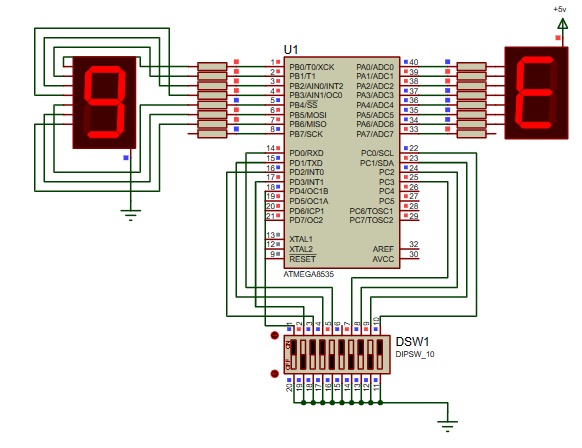 +5v
U1
1 PB0/T0/XCK
2 PB1/T1
3 PB2/AIN0/INT2
4 PB3/AIN1/OC0
5 PB4/SS
6 PB5/MOSI
7 PB6/MISO
8 PB7/SCK
14 PD0/RXD
15 PD1/TXD
16 PD2/INT0
17 PD3/INT1
18 PD4/OC1B
19 PD5/OC1A
20 PD6/ICP1
21 PD7/OC2
13 XTAL1
12 XTAL2
9 RESET
PA0/ADC0 40
PA1/ADC1 39
PA2/ADC2 38
PA3/ADC3 37
PA4/ADC4 36
PA5/ADC5 35
PA6/ADC6 34
PA7/ADC7 33
PC0/SCL 22
PC1/SDA 23
PC2 24
PC3 25
PC4 26
PC5 27
PC6/TOSC1 28
PC7/TOSC2 29
AREF 32
AVCC 30
ATMEGA8535
9
E
1 2 3 4 5 6 7 8 9 10
DSW1
ON
OFF
DIPSW_10
20 19 18 17 16 15 14 13 12 11